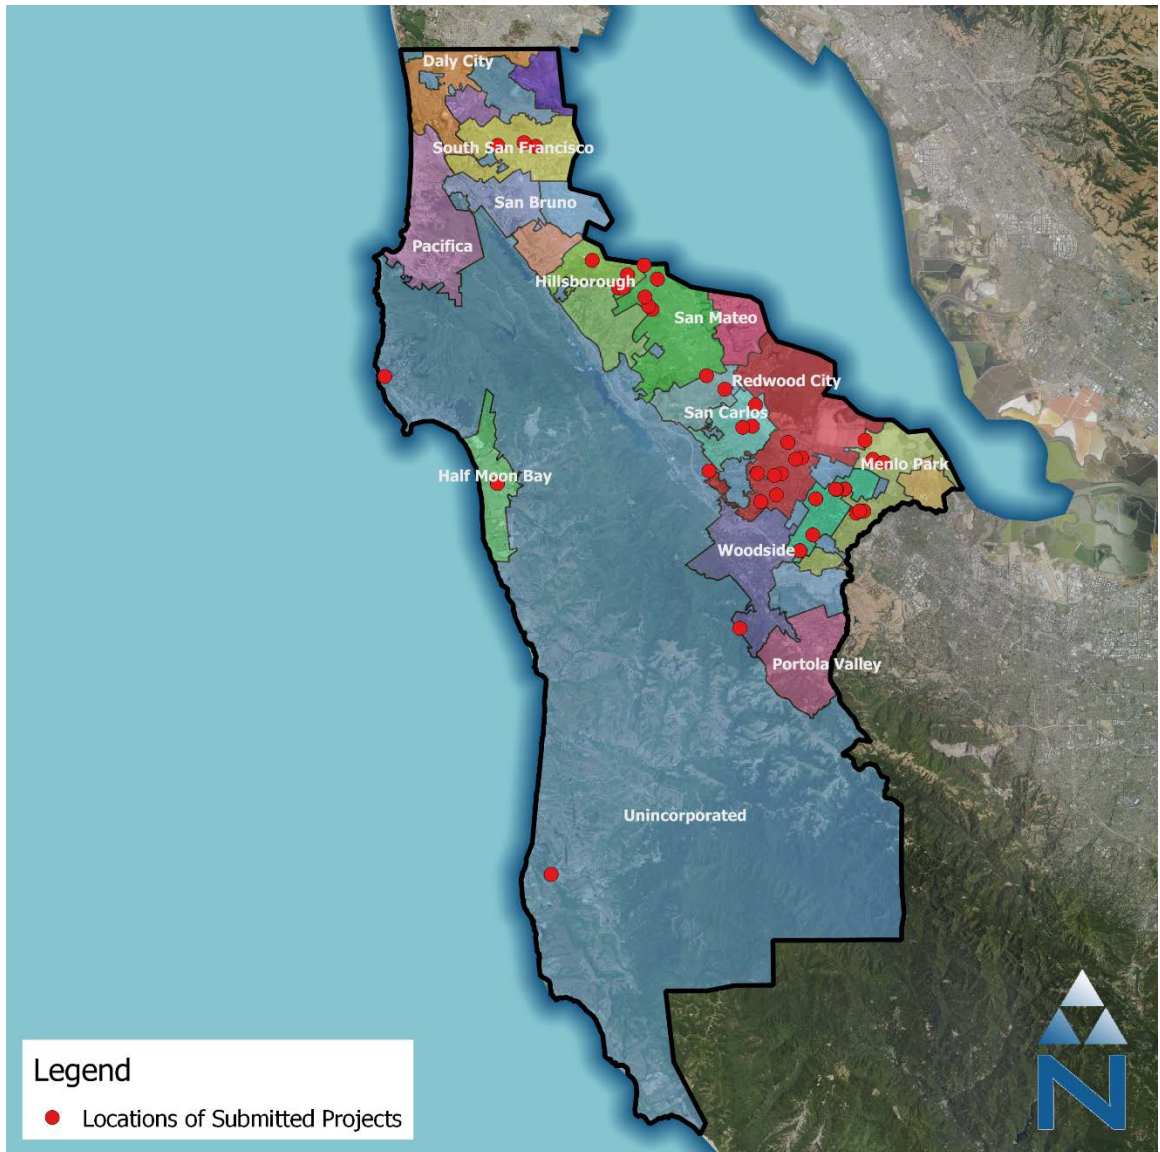 Daly City
South San Francisco
San Bruno
Pacifica
Hillsborough
San Mateo
Redwood City
San Carlos
Menlo Park
Half Moon Bay
Woodside
Portola Valley
Unincorporated
Legend
Locations of Submitted Projects
N